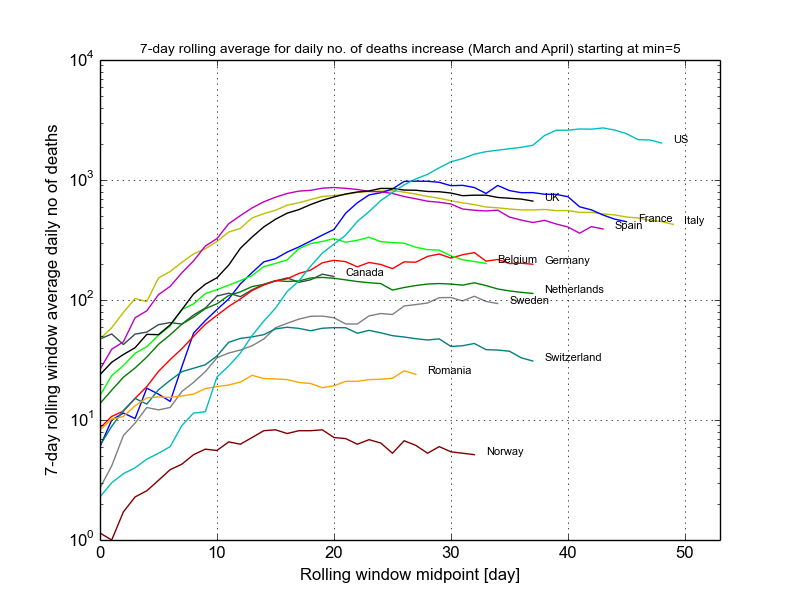 7-day rolling average for daily no. of deaths increase (March and April) starting at min=5
10^4
10^3
10^2
10^1
10^0
7-day rolling window average daily no of deaths
US
UK
France
Italy
Spain
Belgium
Germany
Canada
Netherlands
Sweden
Switzerland
Romania
Norway
0
10
20
30
40
50
Rolling window midpoint [day]